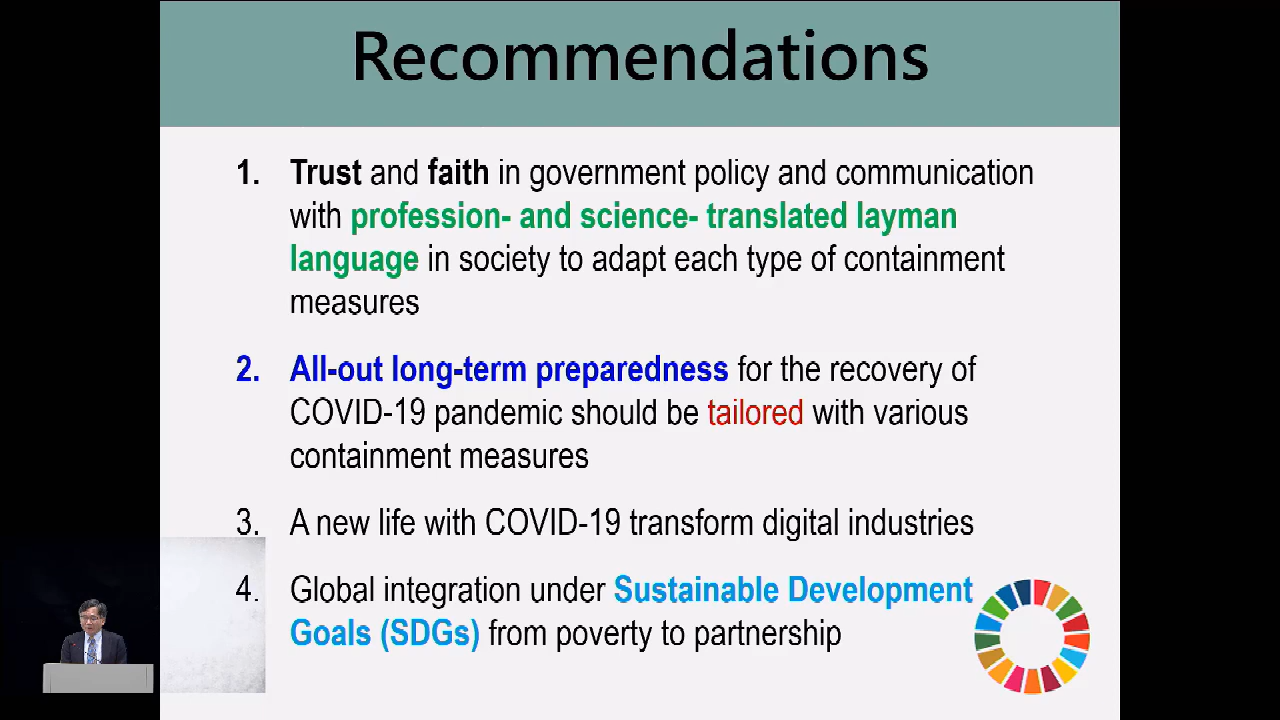 Recommendations
1. Trust and faith in government policy and communication
with profession- and science- translated layman
language in society to adapt each type of containment
measures
2. All-out long-term preparedness for the recovery of
COVID-19 pandemic should be tailored with various
containment measures
3. A new life with COVID-19 transform digital industries
4. Global integration under Sustainable Development
Goals (SDGs) from poverty to partnership